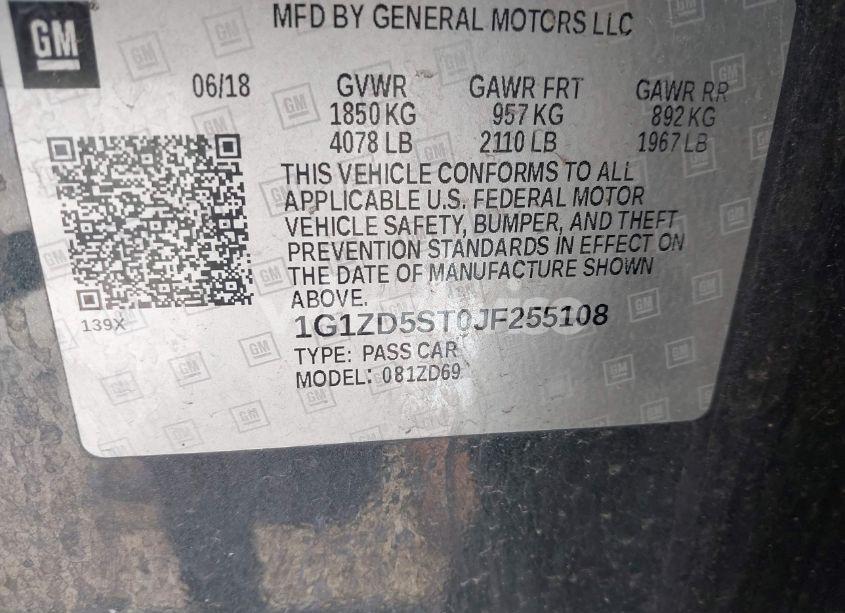 MFD BY GENERAL MOTORS LLC
GM
06/18 GVWR GAWR FRT GAWR RR
1850 KG 957 KG 892 KG
4078 LB 2110 LB 1967 LB
THIS VEHICLE CONFORMS TO ALL
APPLICABLE U.S. FEDERAL MOTOR
VEHICLE SAFETY, BUMPER, AND THEFT
PREVENTION STANDARDS IN EFFECT ON
THE DATE OF MANUFACTURE SHOWN
ABOVE.
139X
1G1ZD5ST0JF255108
TYPE: PASS CAR
MODEL: 081ZD69